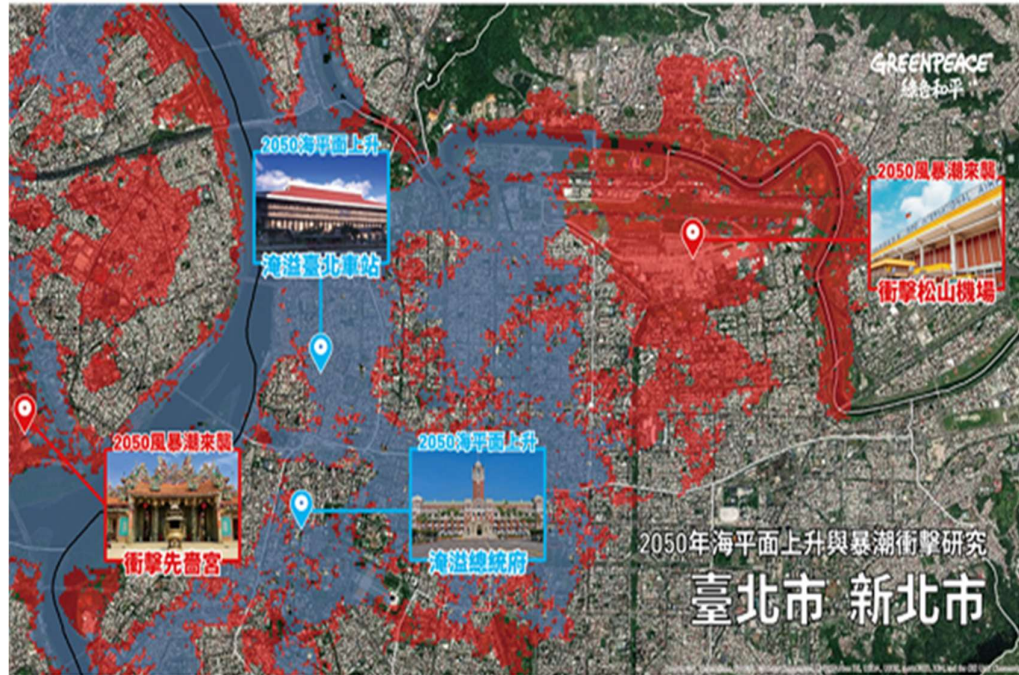 GREENPEACE
綠色和平
2050海平面上升
淹溢臺北車站
2050風暴潮來襲
衝擊松山機場
2050風暴潮來襲
衝擊先嗇宮
2050海平面上升
淹溢總統府
2050年海平面上升與暴潮衝擊研究
臺北市 新北市